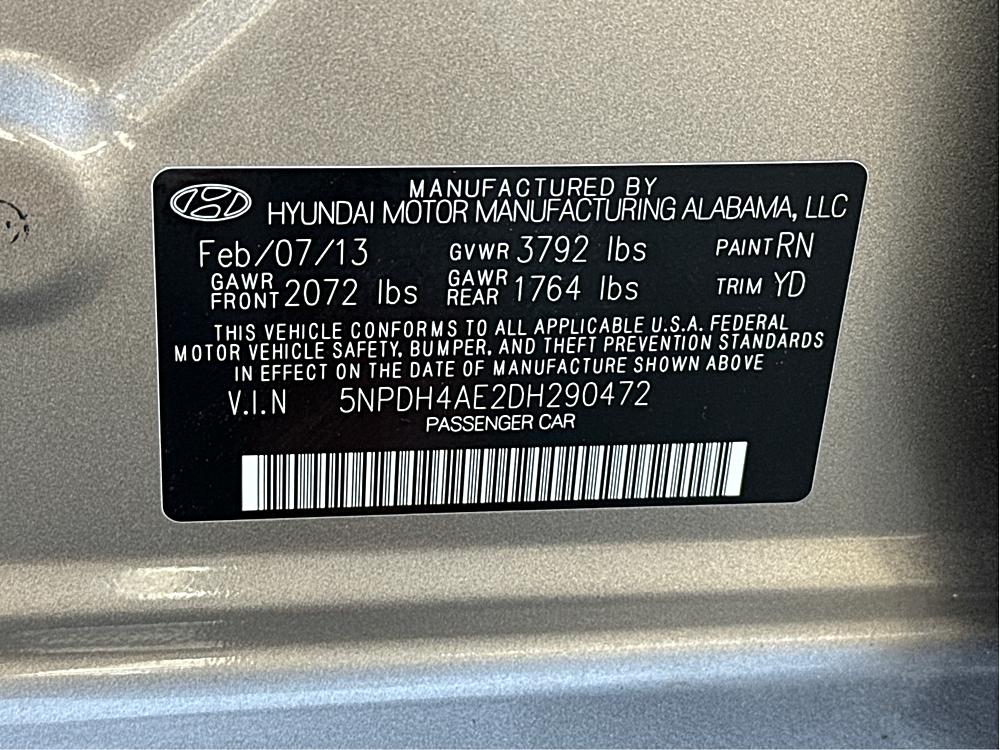 MANUFACTURED BY
HYUNDAI MOTOR MANUFACTURING ALABAMA, LLC
Feb/07/13 GVWR 3792 lbs PAINT RN
GAWR FRONT 2072 lbs GAWR REAR 1764 lbs TRIM YD
THIS VEHICLE CONFORMS TO ALL APPLICABLE U.S.A. FEDERAL
MOTOR VEHICLE SAFETY, BUMPER, AND THEFT PREVENTION STANDARDS
IN EFFECT ON THE DATE OF MANUFACTURE SHOWN ABOVE
V.I.N 5NPDH4AE2DH290472
PASSENGER CAR